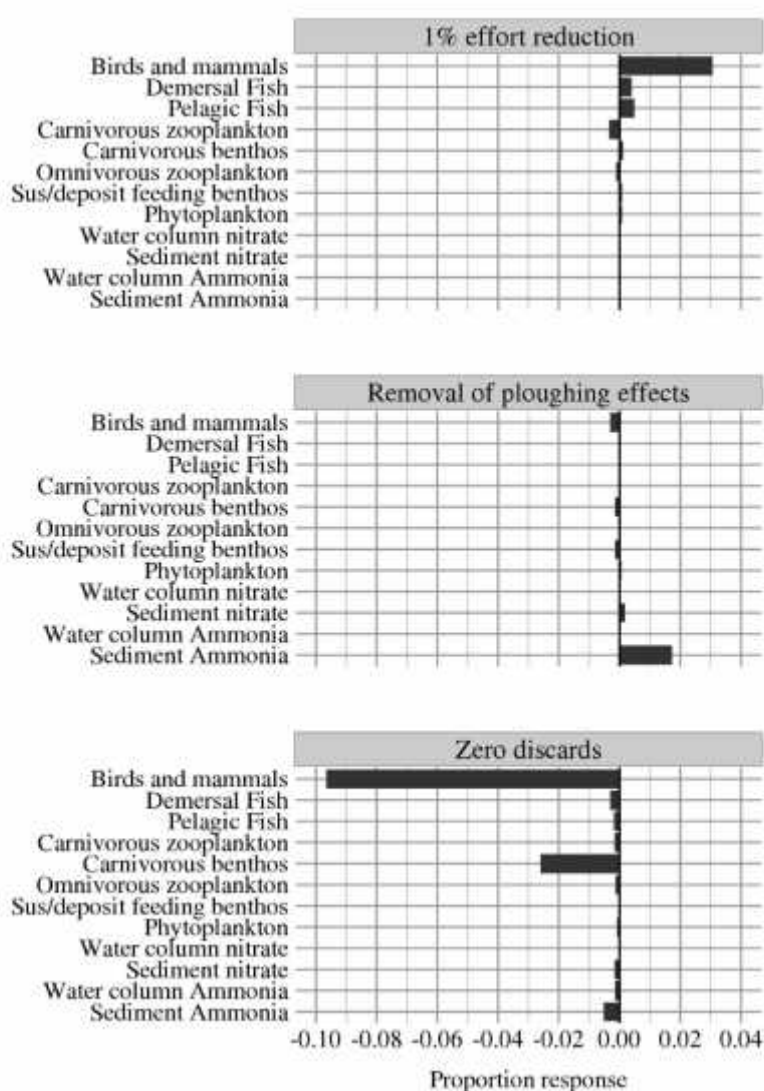 1% effort reduction
Birds and mammals
Demersal Fish
Pelagic Fish
Carnivorous zooplankton
Carnivorous benthos
Omnivorous zooplankton
Sus/deposit feeding benthos
Phytoplankton
Water column nitrate
Sediment nitrate
Water column Ammonia
Sediment Ammonia
Removal of ploughing effects
Birds and mammals
Demersal Fish
Pelagic Fish
Carnivorous zooplankton
Carnivorous benthos
Omnivorous zooplankton
Sus/deposit feeding benthos
Phytoplankton
Water column nitrate
Sediment nitrate
Water column Ammonia
Sediment Ammonia
Zero discards
Birds and mammals
Demersal Fish
Pelagic Fish
Carnivorous zooplankton
Carnivorous benthos
Omnivorous zooplankton
Sus/deposit feeding benthos
Phytoplankton
Water column nitrate
Sediment nitrate
Water column Ammonia
Sediment Ammonia
-0.10 -0.08 -0.06 -0.04 -0.02 0.00 0.02 0.04
Proportion response